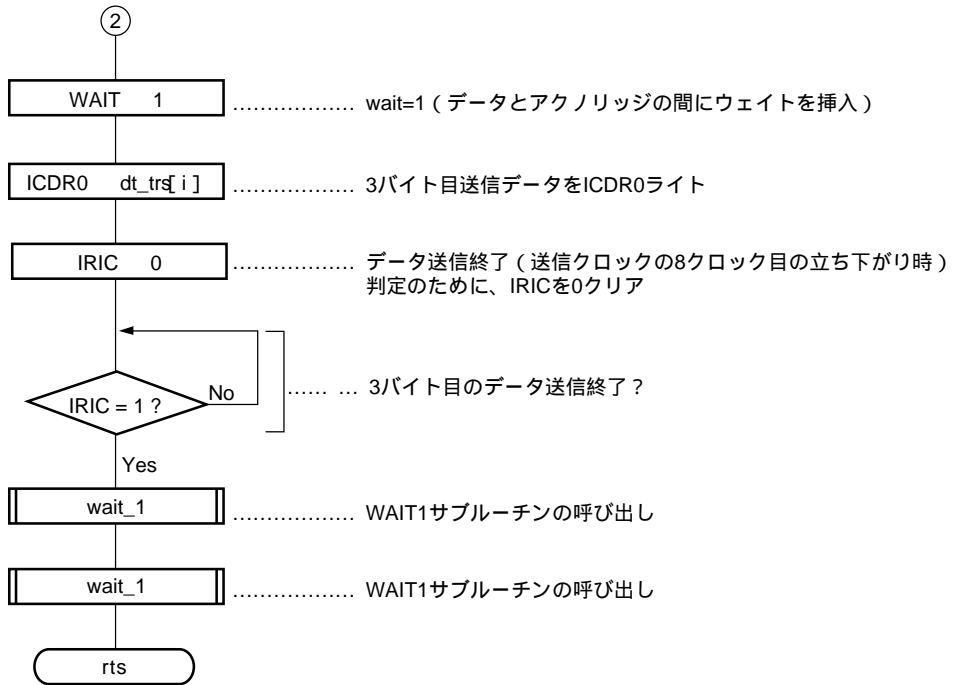 2
WAIT 1 .................. wait=1（データとアクノリッジの間にウェイトを挿入）
ICDR0 dt_trs[ i ] .................. 3バイト目送信データをICDR0ライト
IRIC 0 .................. データ送信終了（送信クロックの8クロック目の立ち下がり時）
判定のために、IRICを0クリア
IRIC = 1 ? No ...... ... 3バイト目のデータ送信終了？
Yes
wait_1 .................. WAIT1サブルーチンの呼び出し
wait_1 .................. WAIT1サブルーチンの呼び出し
rts